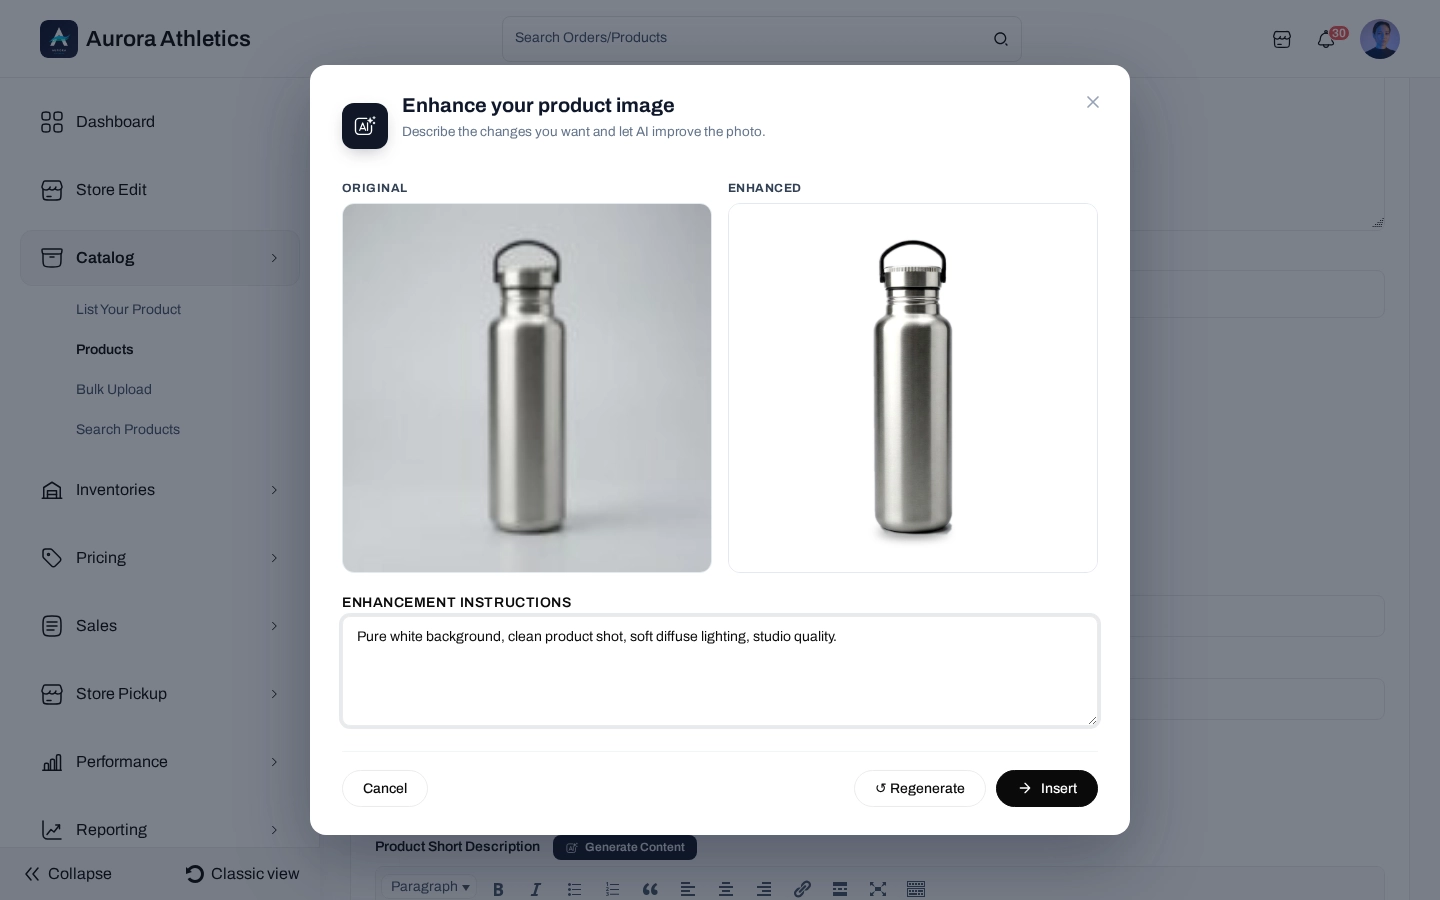 Aurora Athletics
Search Orders/Products
30
Dashboard
Store Edit
Catalog
List Your Product
Products
Bulk Upload
Search Products
Inventories
Pricing
Sales
Store Pickup
Performance
Reporting
Collapse
Classic view
AI
Enhance your product image
Describe the changes you want and let AI improve the photo.
ORIGINAL
ENHANCED
ENHANCEMENT INSTRUCTIONS
Pure white background, clean product shot, soft diffuse lighting, studio quality.
Cancel
↺ Regenerate
Insert
Product Short Description
Generate Content
Paragraph
B
I